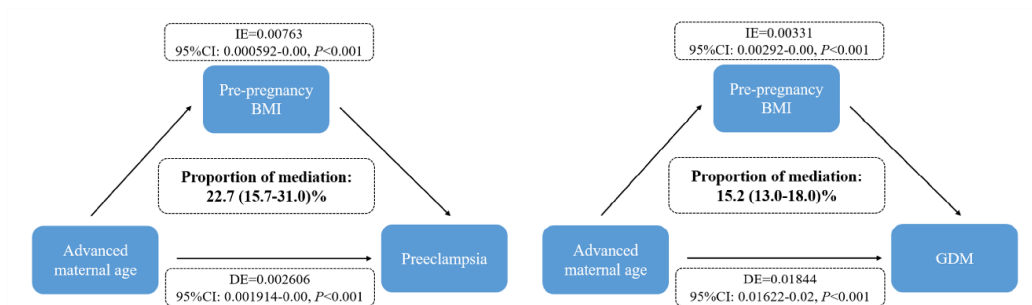 IE=0.00763
95%CI: 0.000592-0.00, P<0.001
Pre-pregnancy
BMI
Proportion of mediation:
22.7 (15.7-31.0)%
Advanced
maternal age
Preeclampsia
DE=0.002606
95%CI: 0.001914-0.00, P<0.001
IE=0.00331
95%CI: 0.00292-0.00, P<0.001
Pre-pregnancy
BMI
Proportion of mediation:
15.2 (13.0-18.0)%
Advanced
maternal age
GDM
DE=0.01844
95%CI: 0.01622-0.02, P<0.001